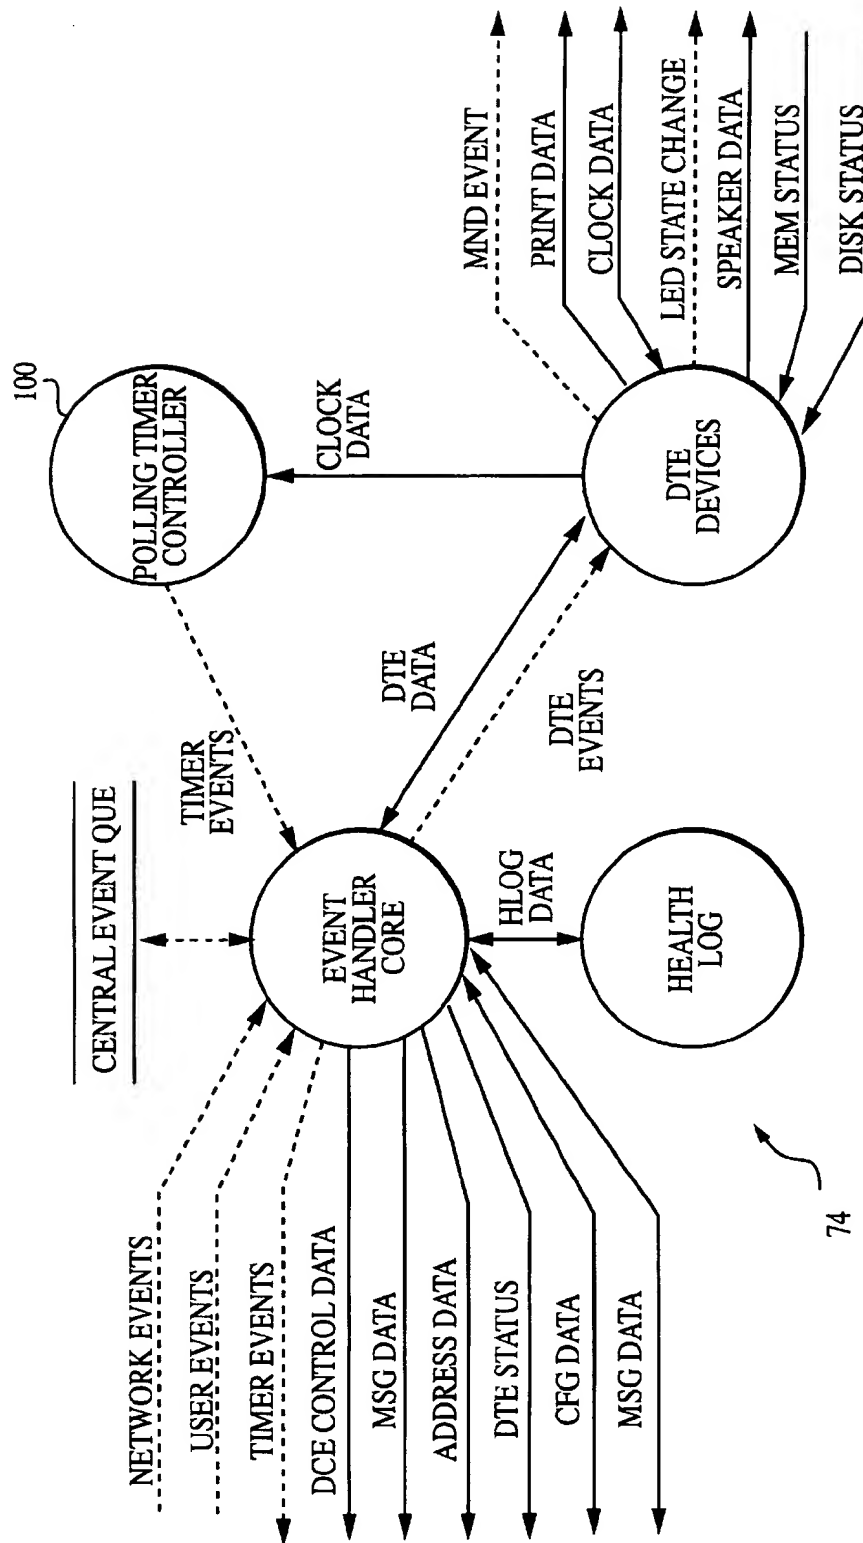 NETWORK EVENTS
USER EVENTS
TIMER EVENTS
DCE CONTROL DATA
MSG DATA
ADDRESS DATA
DTE STATUS
CFG DATA
MSG DATA
74
CENTRAL EVENT QUE
EVENT
HANDLER
CORE
HLOG
DATA
HEALTH
LOG
TIMER
EVENTS
DTE
DATA
DTE
EVENTS
100
POLLING TIMER
CONTROLLER
CLOCK
DATA
DTE
DEVICES
MND EVENT
PRINT DATA
CLOCK DATA
LED STATE CHANGE
SPEAKER DATA
MEM STATUS
DISK STATUS